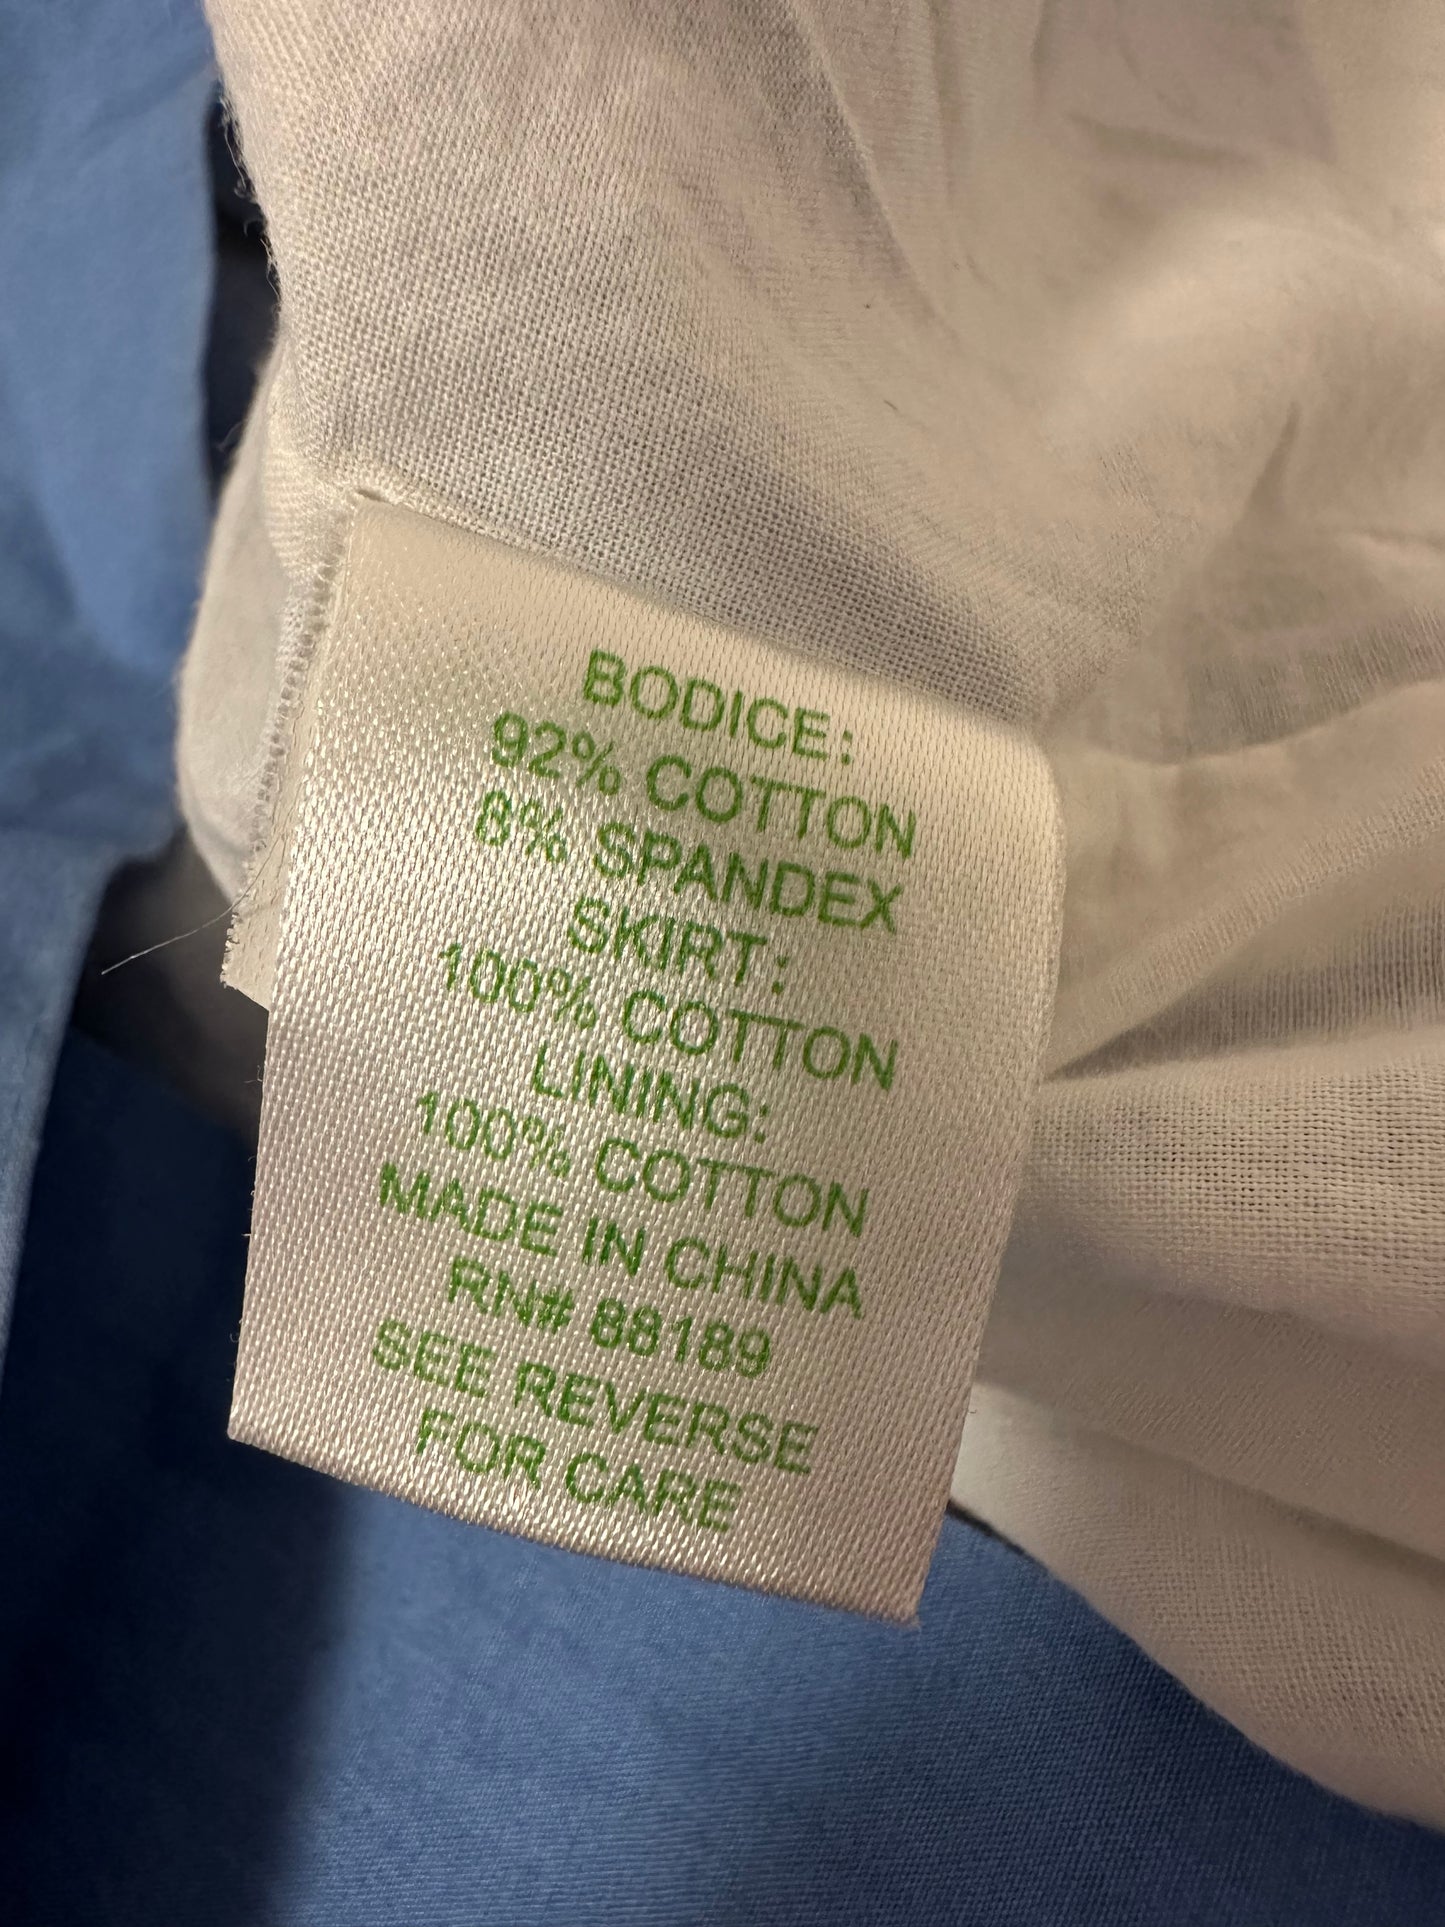 BODICE:
92% COTTON
8% SPANDEX
SKIRT:
100% COTTON
LINING:
100% COTTON
MADE IN CHINA
RN# 88189
SEE REVERSE
FOR CARE